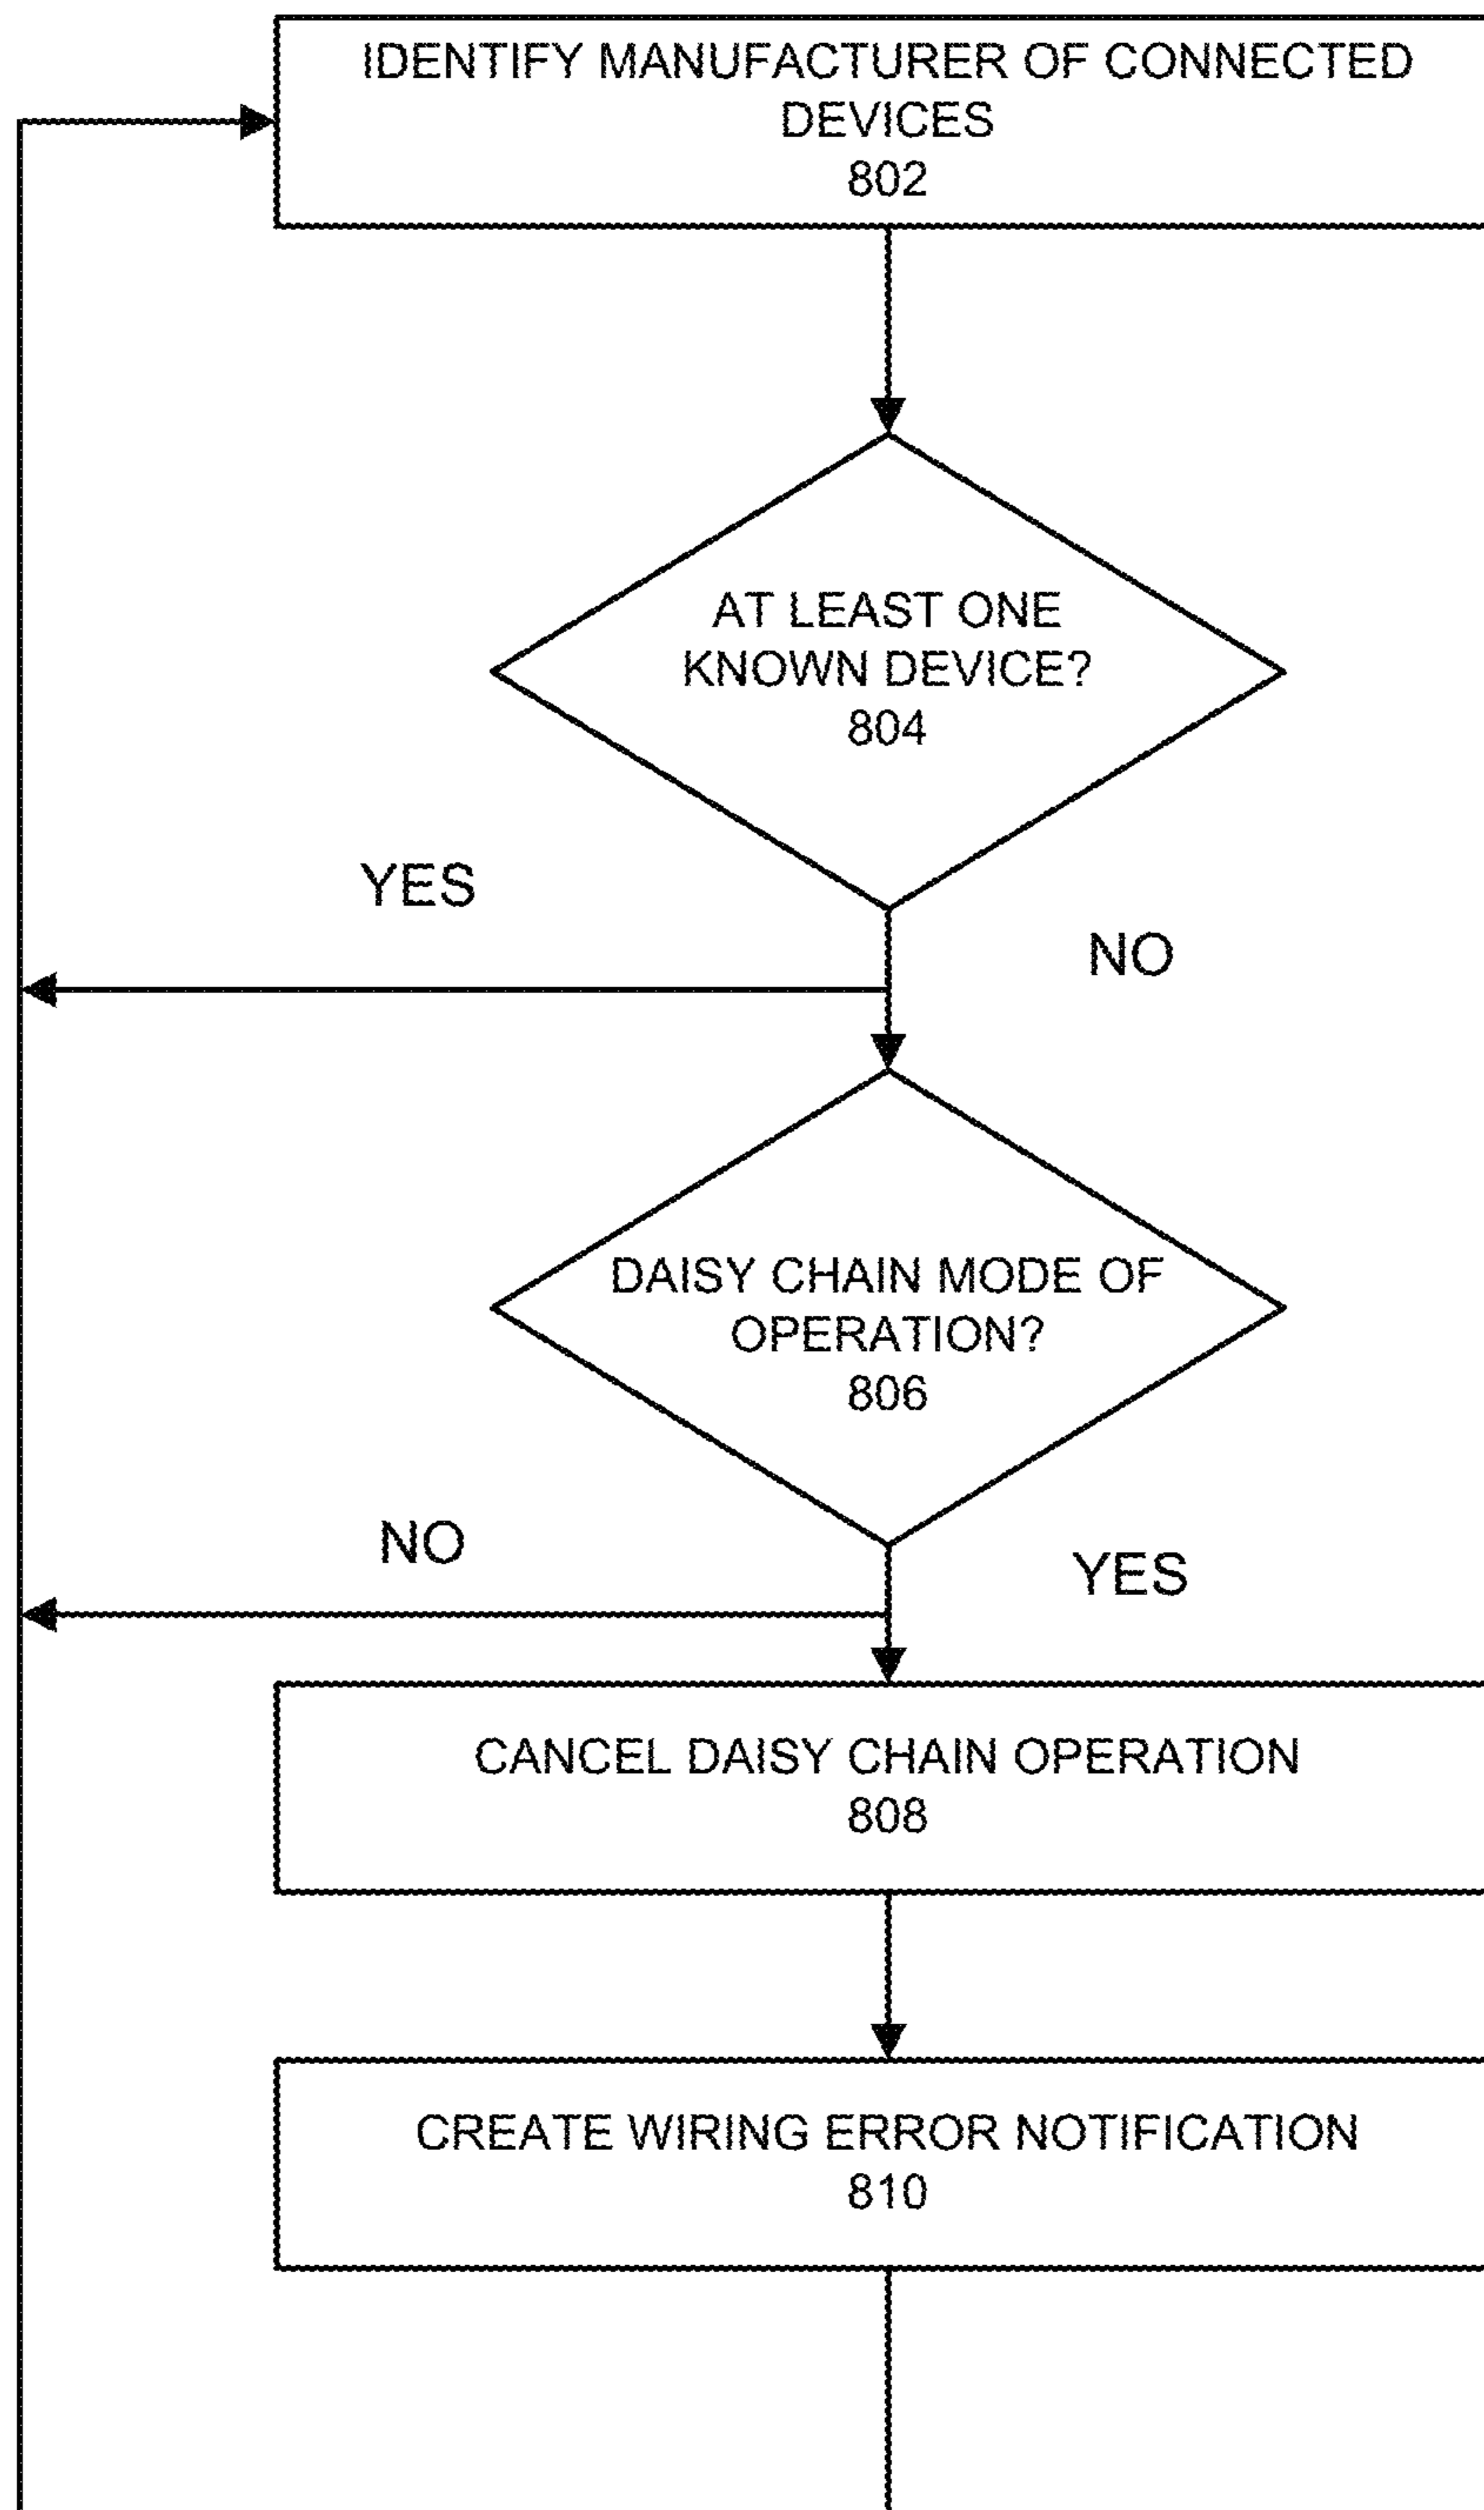 IDENTIFY MANUFACTURER OF CONNECTED
DEVICES
802
AT LEAST ONE
KNOWN DEVICE?
804
YES
NO
DAISY CHAIN MODE OF
OPERATION?
806
NO
YES
CANCEL DAISY CHAIN OPERATION
808
CREATE WIRING ERROR NOTIFICATION
810